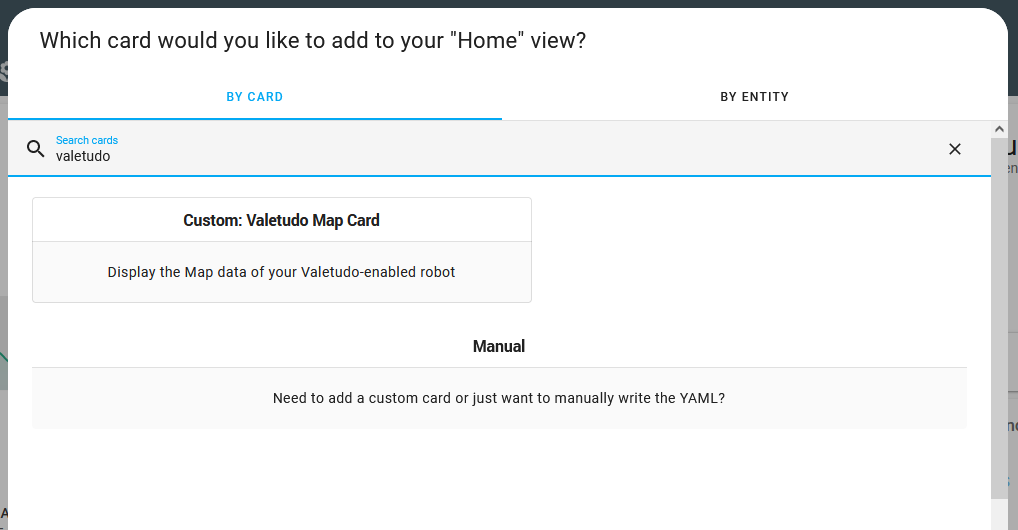 Which card would you like to add to your "Home" view?
BY CARD
BY ENTITY
Search cards
valetudo
Custom: Valetudo Map Card
Display the Map data of your Valetudo-enabled robot
Manual
Need to add a custom card or just want to manually write the YAML?